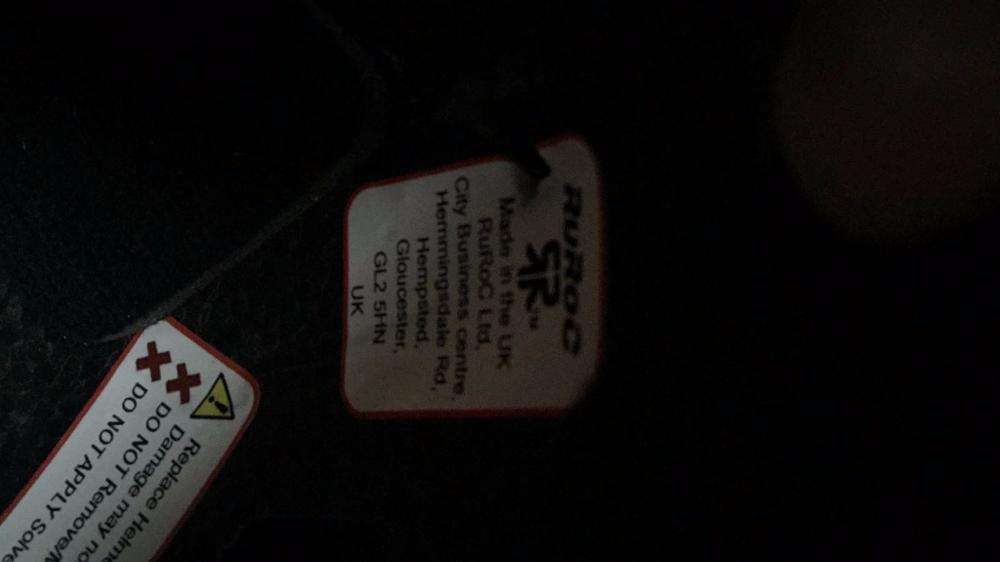 RUROC
RR™
Made in the UK
RuRoC Ltd,
City Business centre
Hemmingsdale Rd,
Hempsted,
Gloucester,
GL2 5HN
UK
Replace
Damage may
DO NOT
DO NOT APPLY